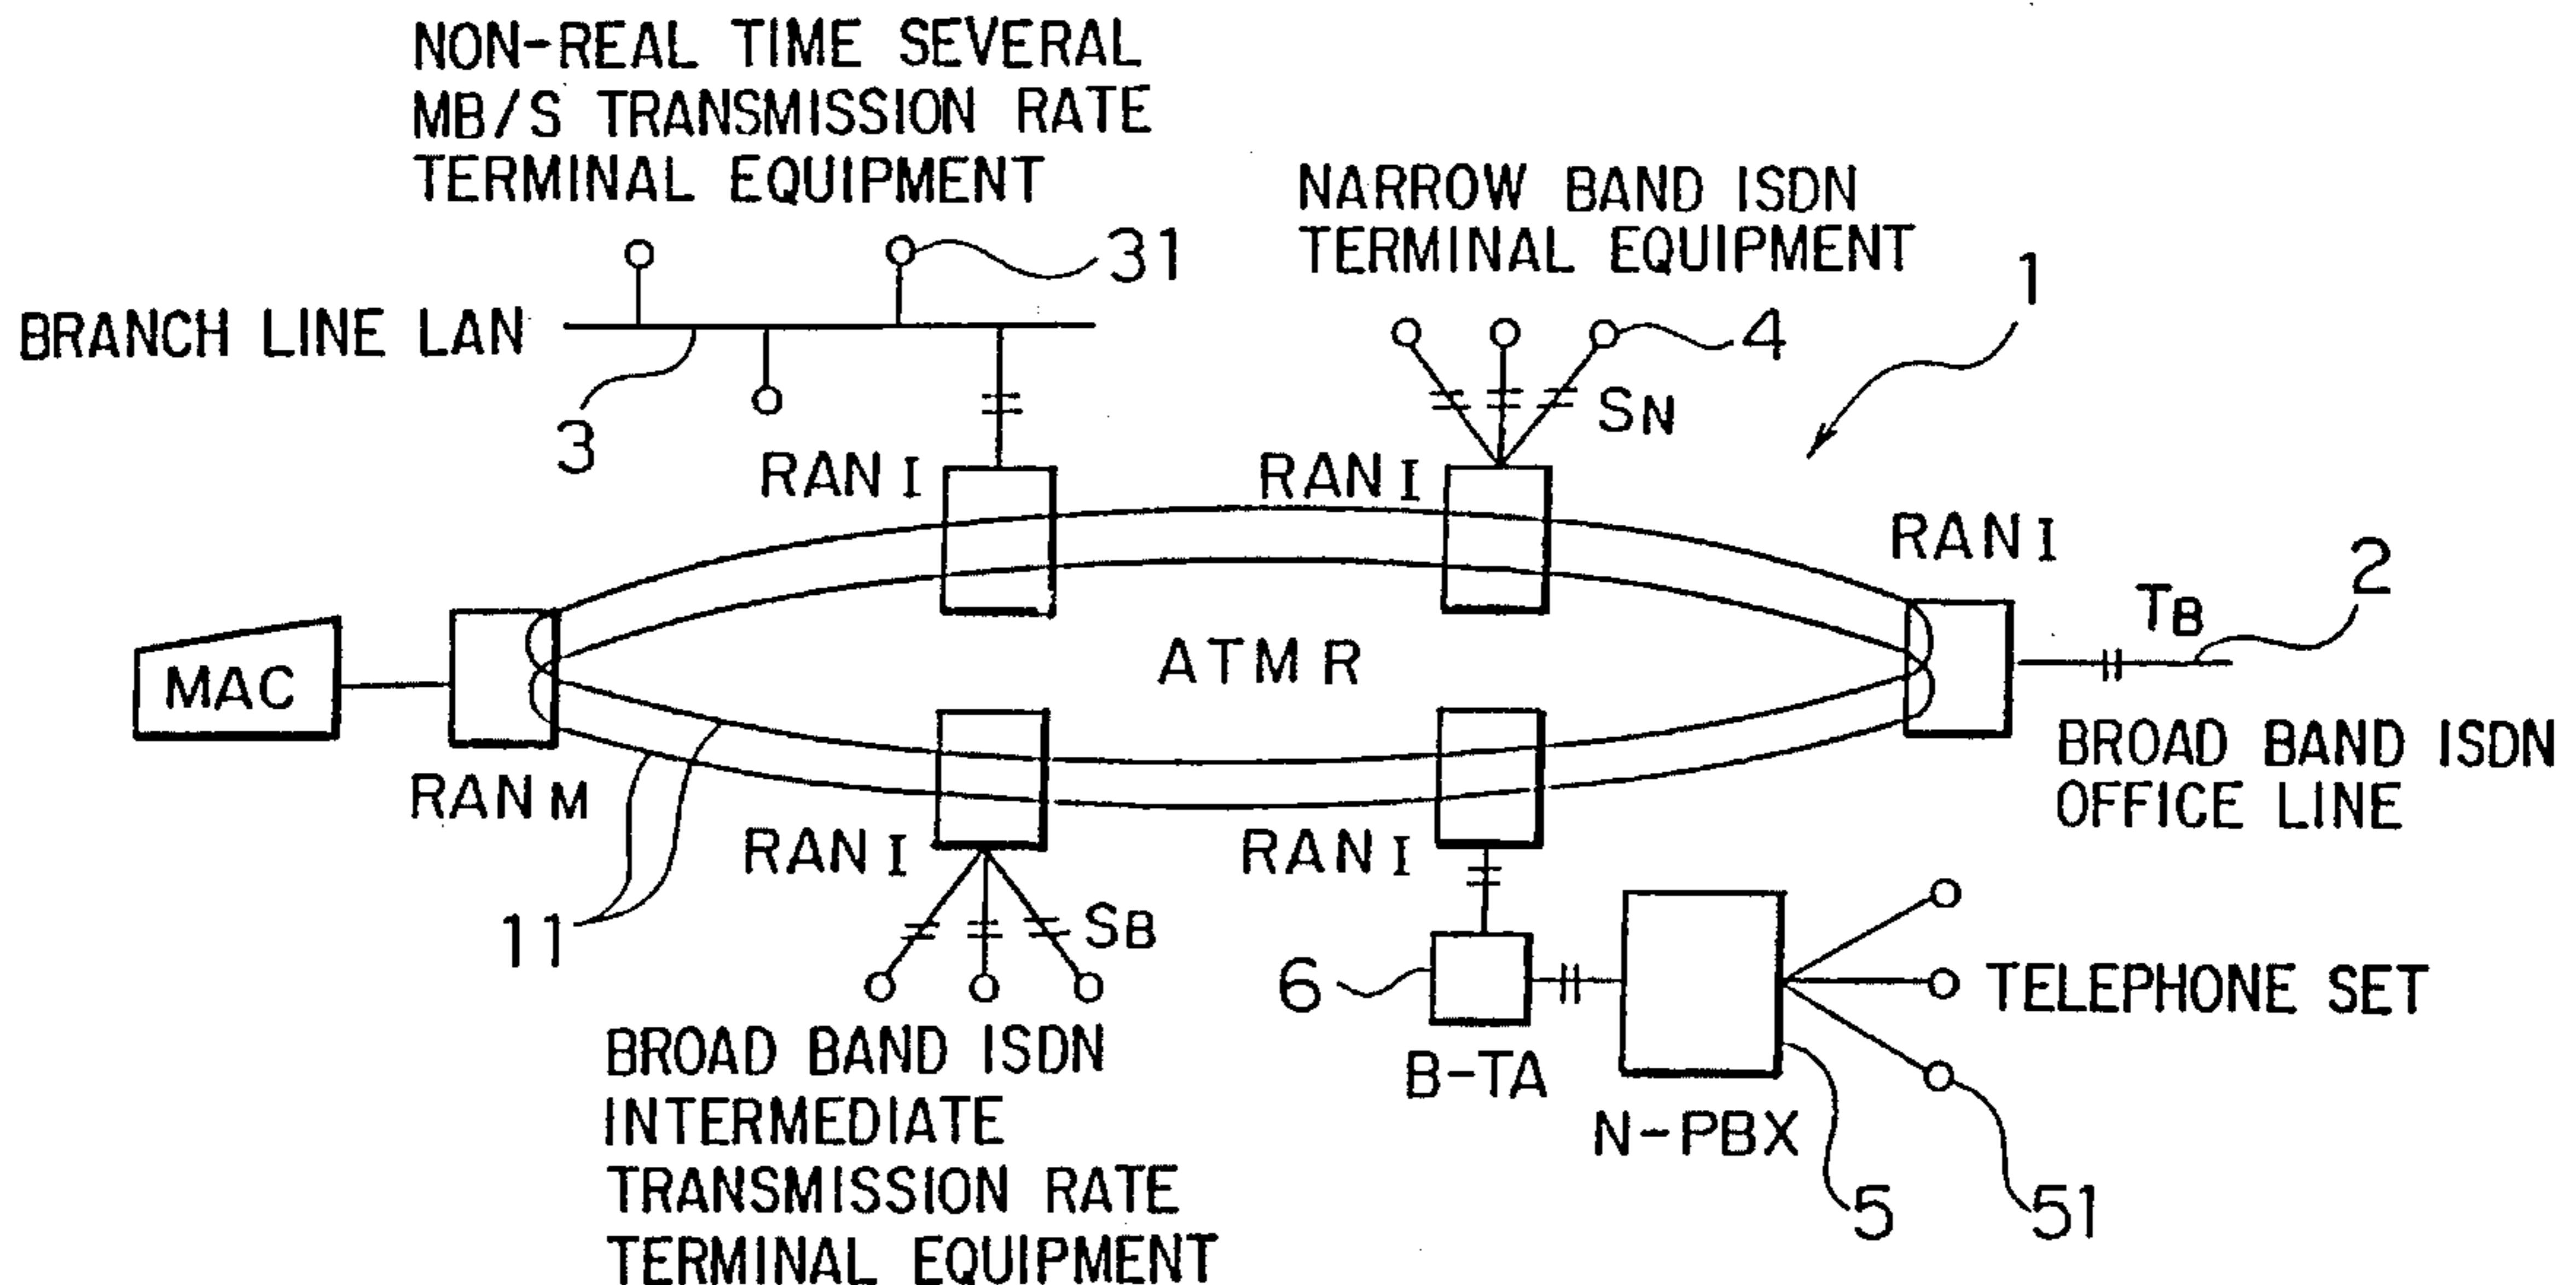 NON-REAL TIME SEVERAL
MB/S TRANSMISSION RATE
TERMINAL EQUIPMENT
NARROW BAND ISDN
TERMINAL EQUIPMENT
31
1
BRANCH LINE LAN
4
3
SN
RAN I
RAN I
RAN I
2
TB
ATMR
MAC
BROAD BAND ISDN
OFFICE LINE
RAN M
RAN I
RAN I
11
SB
6
TELEPHONE SET
B-TA
N-PBX
BROAD BAND ISDN
INTERMEDIATE
TRANSMISSION RATE
TERMINAL EQUIPMENT
5
51